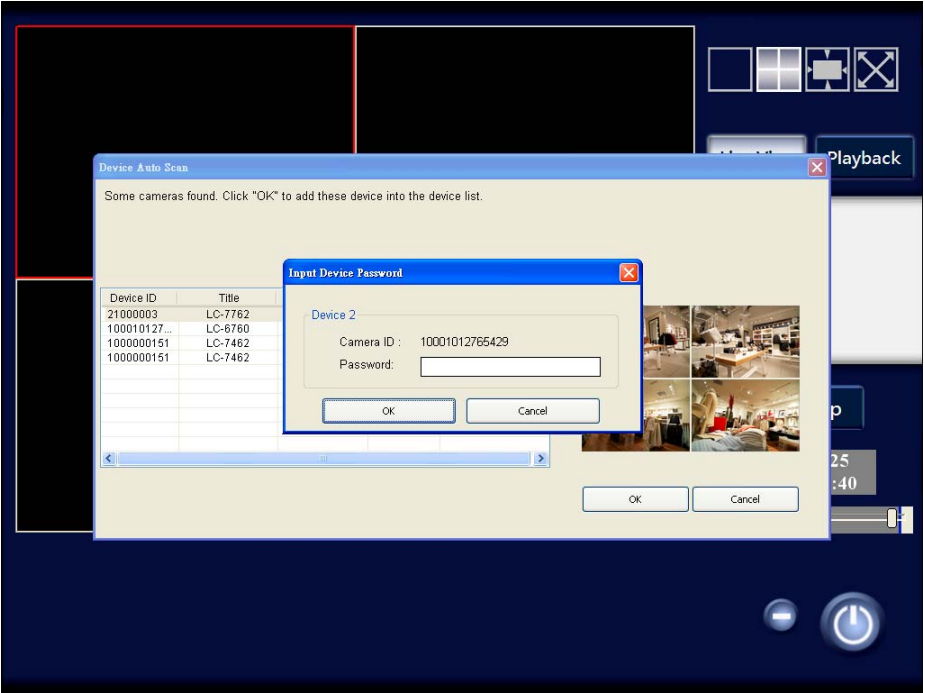 Playback
Device Auto Scan
Some cameras found. Click "OK" to add these device into the device list.
Input Device Password
Device ID Title
21000003 LC-7762
100010127... LC-6760
1000000151 LC-7462
1000000151 LC-7462
Device 2
Camera ID : 10001012765429
Password:
OK Cancel
p
25
:40
OK Cancel